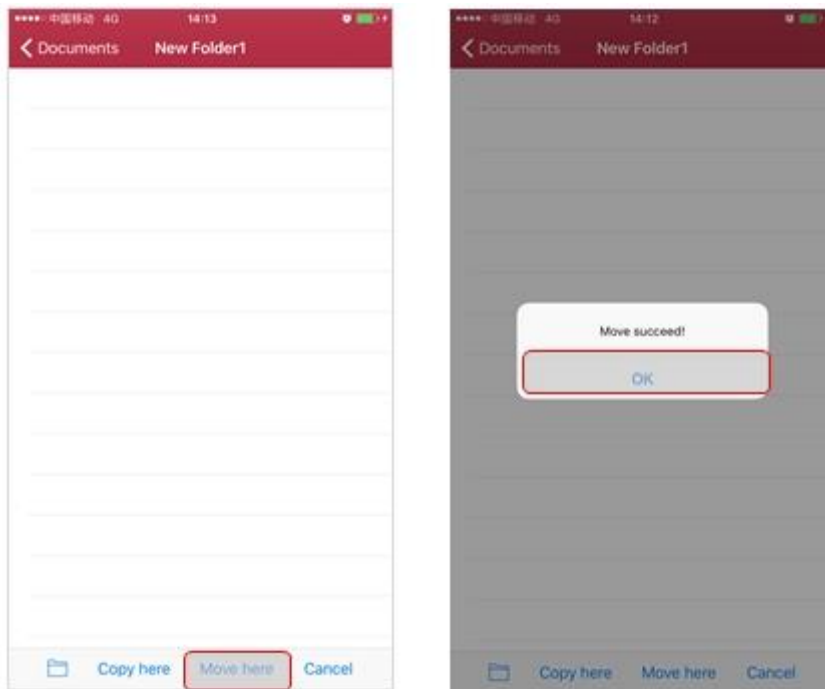 中国移动 4G 14:13
Documents New Folder1
Copy here Move here Cancel
中国移动 4G 14:12
Documents New Folder1
Move succeed!
OK
Copy here Move here Cancel